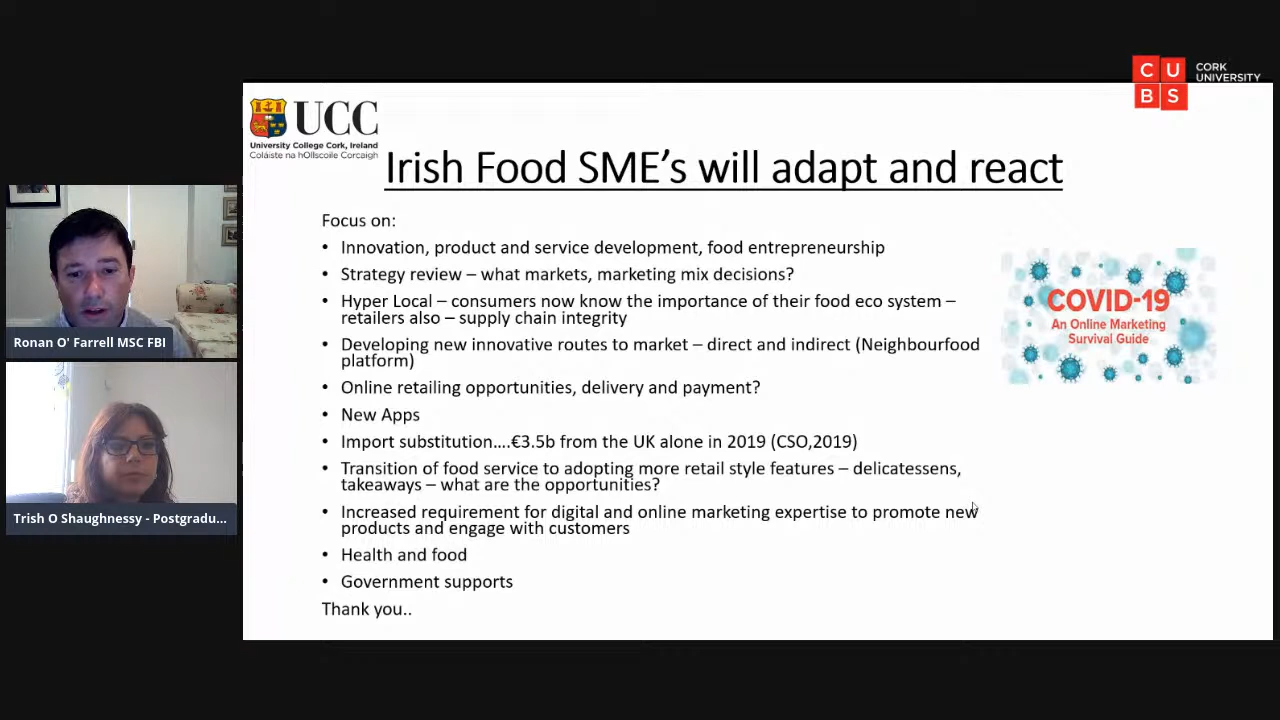 CUBS
CORK
UNIVERSITY
UCC
University College Cork, Ireland
Coláiste na hOllscoile Corcaigh
Irish Food SME’s will adapt and react
Focus on:
• Innovation, product and service development, food entrepreneurship
• Strategy review – what markets, marketing mix decisions?
• Hyper Local – consumers now know the importance of their food eco system –
retailers also – supply chain integrity
• Developing new innovative routes to market – direct and indirect (Neighbourfood
platform)
• Online retailing opportunities, delivery and payment?
• New Apps
• Import substitution….€3.5b from the UK alone in 2019 (CSO,2019)
• Transition of food service to adopting more retail style features – delicatessens,
takeaways – what are the opportunities?
• Increased requirement for digital and online marketing expertise to promote new
products and engage with customers
• Health and food
• Government supports
Thank you..
COVID-19
An Online Marketing
Survival Guide
Ronan O' Farrell MSC FBI
Trish O Shaughnessy - Postgradu...